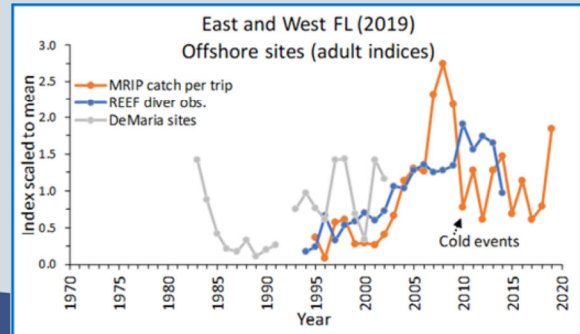 East and West FL (2019)
Offshore sites (adult indices)
Index scaled to mean
3.0
2.5
2.0
1.5
1.0
0.5
0.0
MRIP catch per trip
REEF diver obs.
DeMaria sites
Cold events
1970
1975
1980
1985
1990
1995
2000
2005
2010
2015
2020
Year